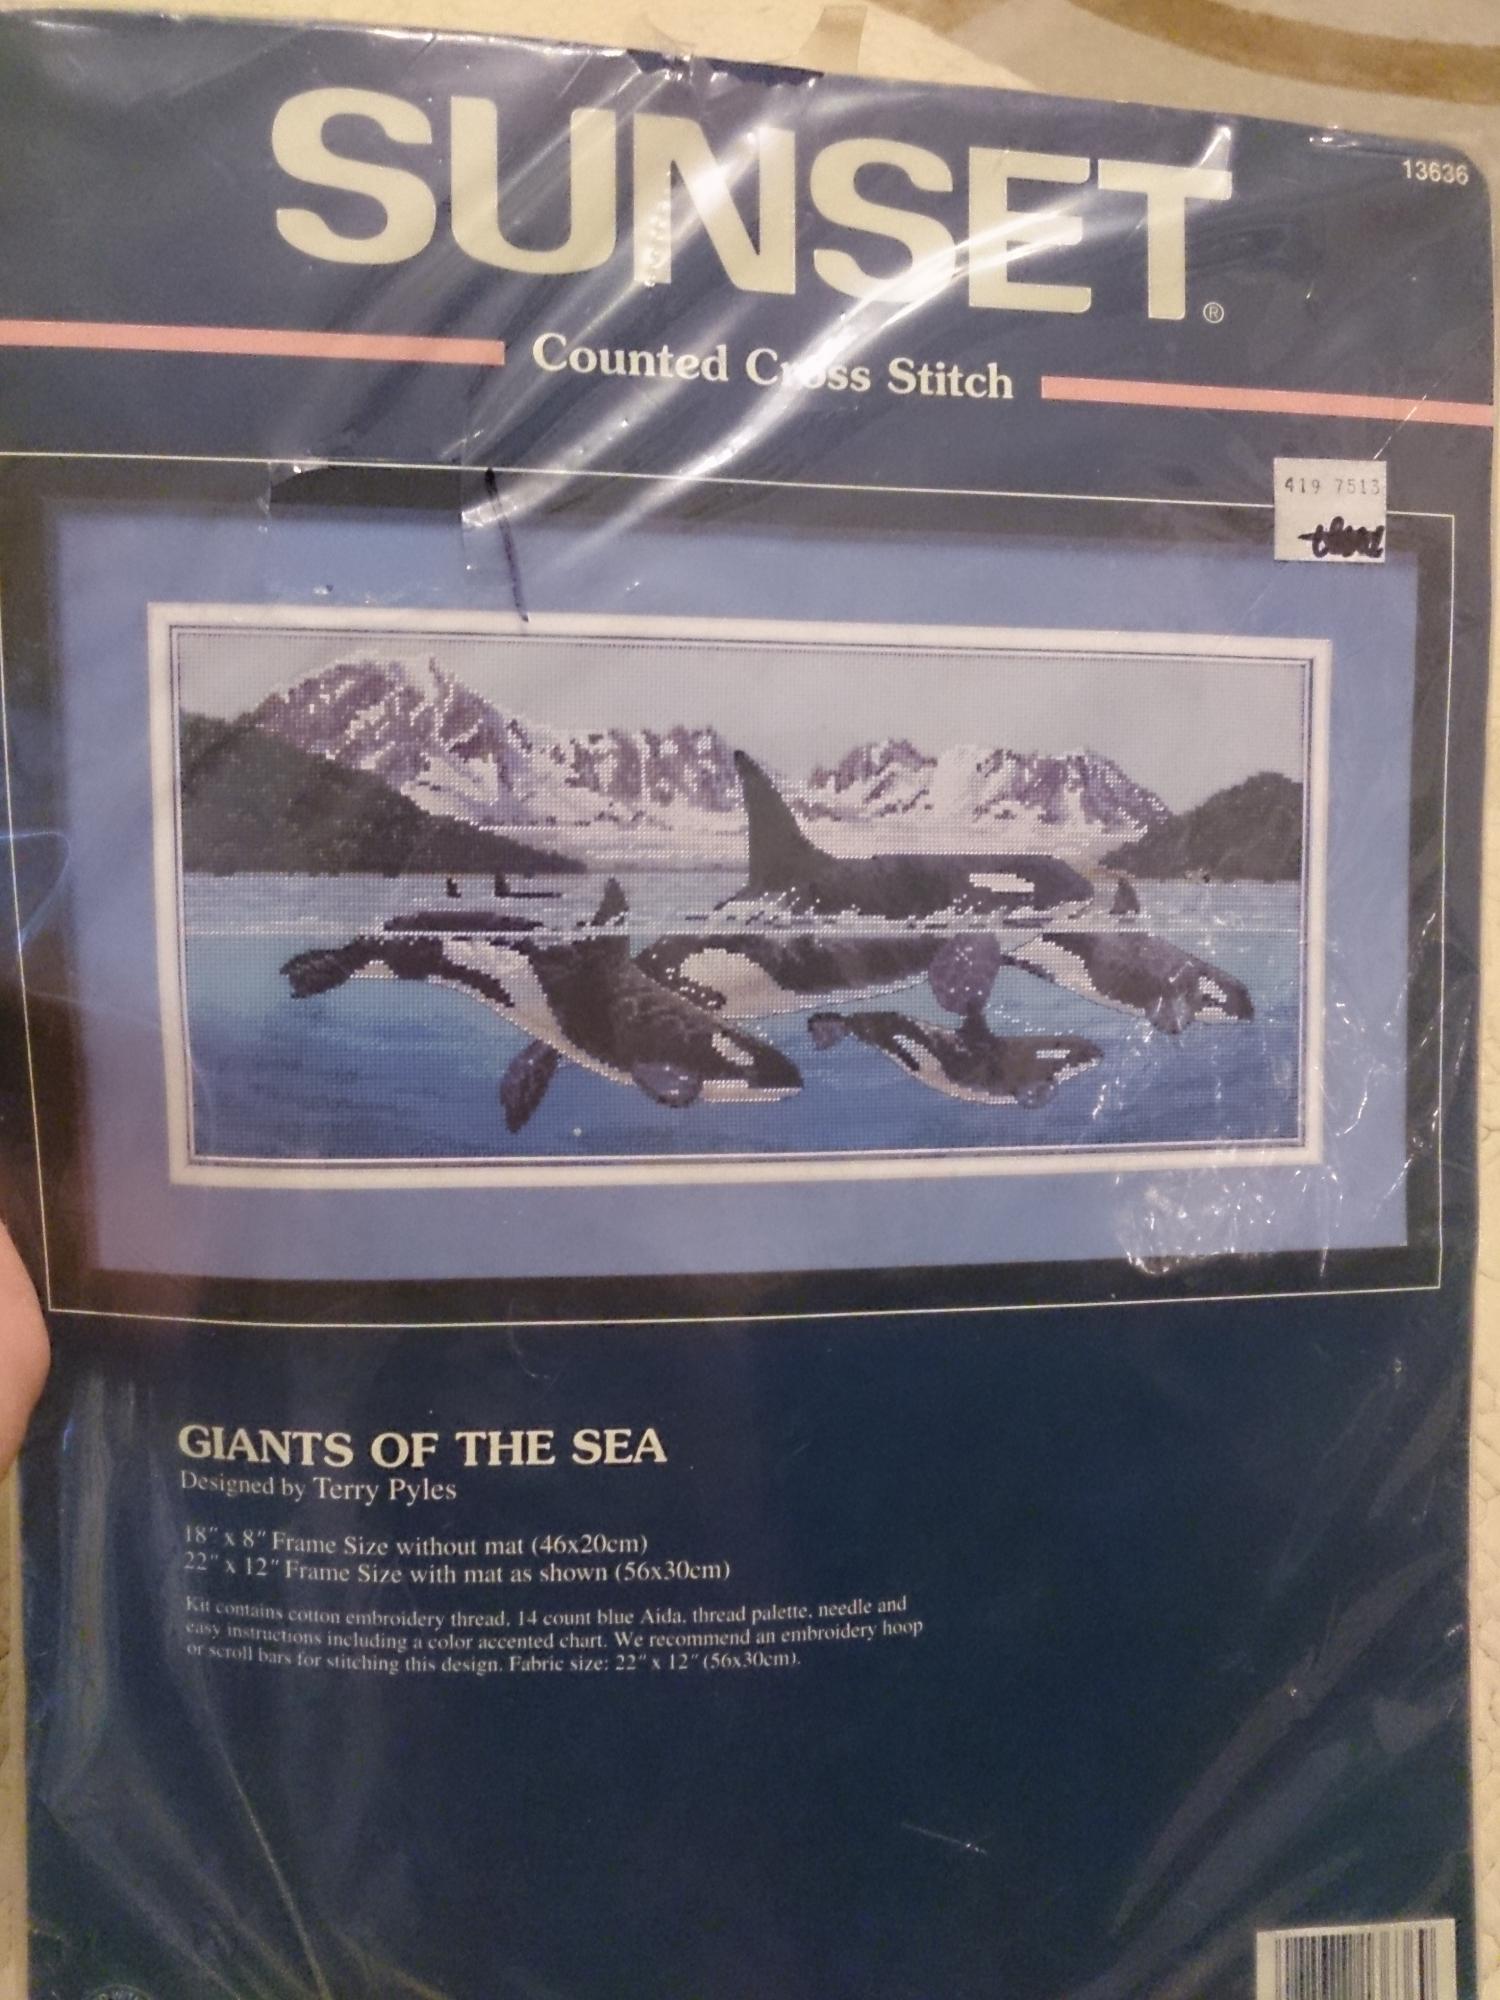 SUNSET®
13636
Counted Cross Stitch
419 7513
GIANTS OF THE SEA
Designed by Terry Pyles
18" x 8" Frame Size without mat (46x20cm)
22" x 12" Frame Size with mat as shown (56x30cm)
Kit contains cotton embroidery thread, 14 count blue Aida, thread palette, needle and
easy instructions including a color accented chart. We recommend an embroidery hoop
or scroll bars for stitching this design. Fabric size: 22" x 12" (56x30cm).